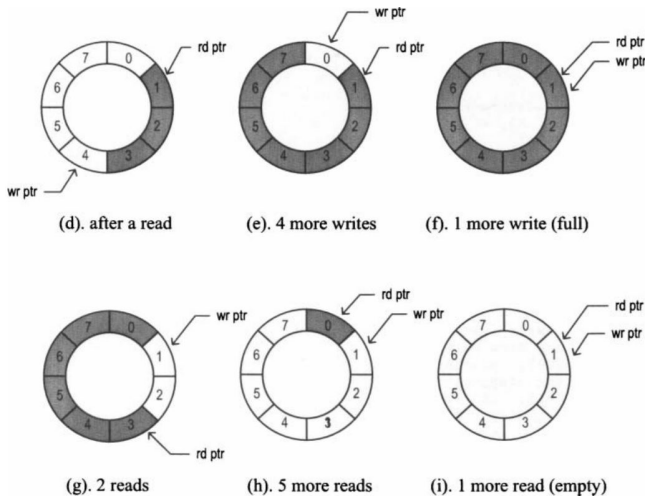 wr ptr
rd ptr
rd ptr
rd ptr
wr ptr
7 0
7 0
7 0
6 1
6 1
6 1
5 2
5 2
5 2
4 3
4 3
4 3
wr ptr
(d). after a read
(e). 4 more writes
(f). 1 more write (full)
rd ptr
wr ptr
wr ptr
rd ptr
wr ptr
7 0
7 0
7 0
6 1
6 1
6 1
5 2
5 2
5 2
4 3
4 3
4 3
rd ptr
(g). 2 reads
(h). 5 more reads
(i). 1 more read (empty)